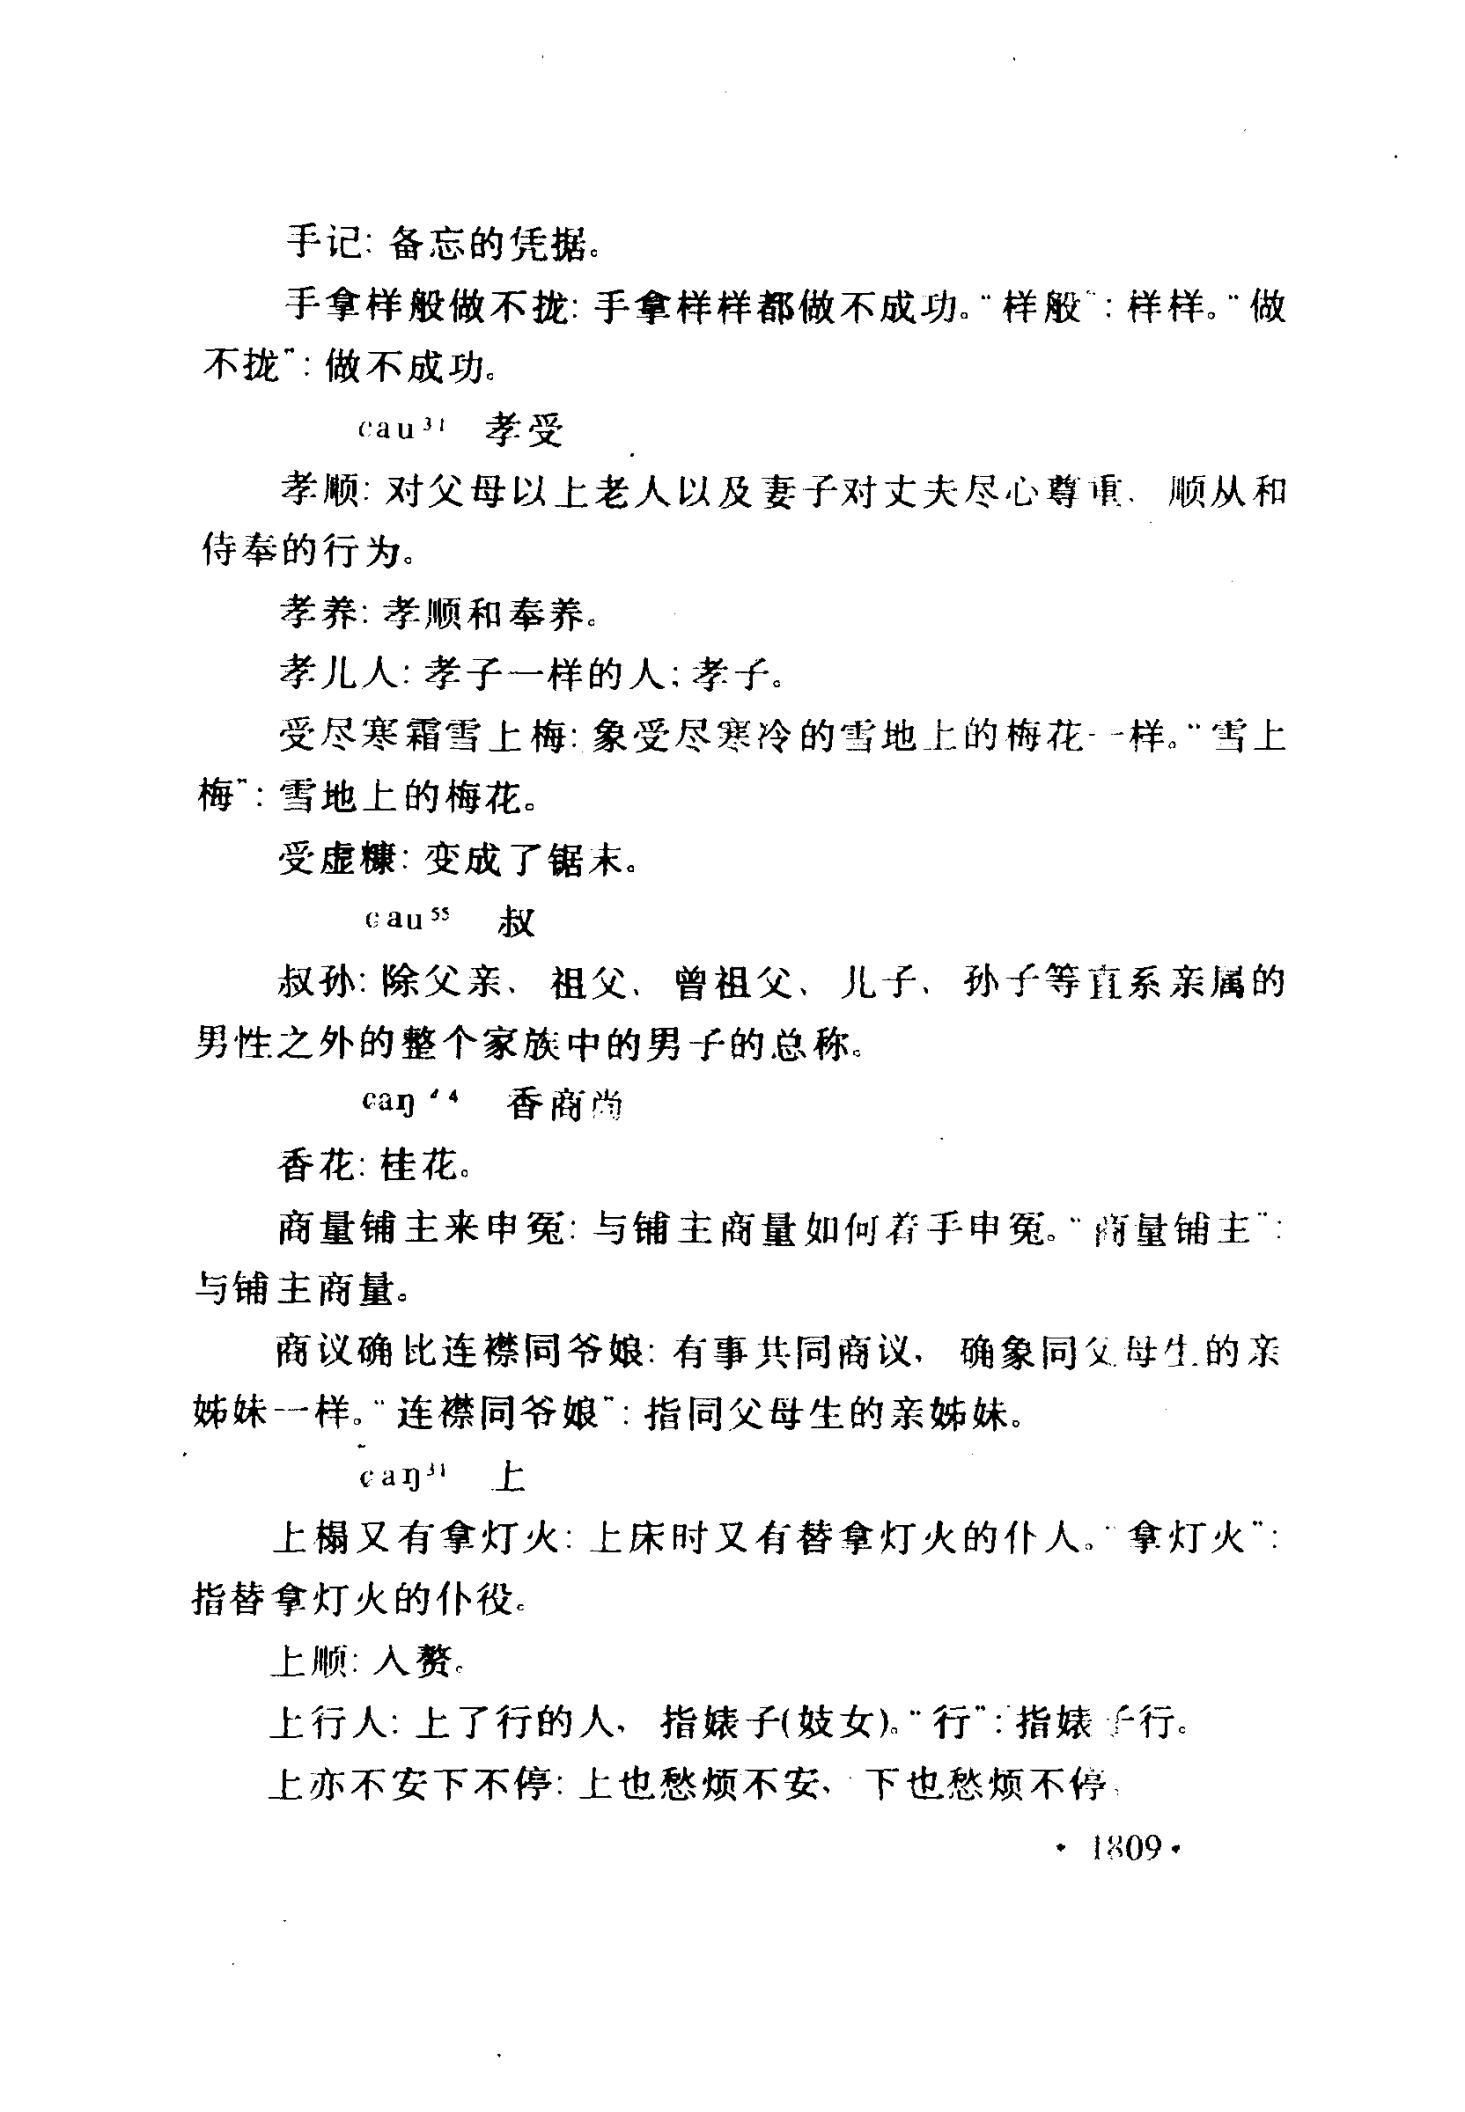 手记：备忘的凭据。
手拿样般做不拢：手拿样样都做不成功。“样般”：样样。“做
不拢”：做不成功。
ɕau³¹ 孝受
孝顺：对父母以上老人以及妻子对丈夫尽心尊重、顺从和
侍奉的行为。
孝养：孝顺和奉养。
孝儿人：孝子一样的人；孝子。
受尽寒霜雪上梅：象受尽寒冷的雪地上的梅花一样。“雪上
梅”：雪地上的梅花。
受虚糠：变成了锯末。
ɕau⁵⁵ 叔
叔孙：除父亲、祖父、曾祖父、儿子、孙子等直系亲属的
男性之外的整个家族中的男子的总称。
ɕaŋ⁴⁴ 香商尚
香花：桂花。
商量铺主来申冤：与铺主商量如何着手申冤。“商量铺主”：
与铺主商量。
商议确比连襟同爷娘：有事共同商议，确象同父母生的亲
姊妹一样。“连襟同爷娘”：指同父母生的亲姊妹。
ɕaŋ³¹ 上
上榻又有拿灯火：上床时又有替拿灯火的仆人。“拿灯火”：
指替拿灯火的仆役。
上顺：入赘。
上行人：上了行的人，指婊子(妓女)。“行”：指婊子行。
上亦不安下不停：上也愁烦不安、下也愁烦不停。
· 1809 ·